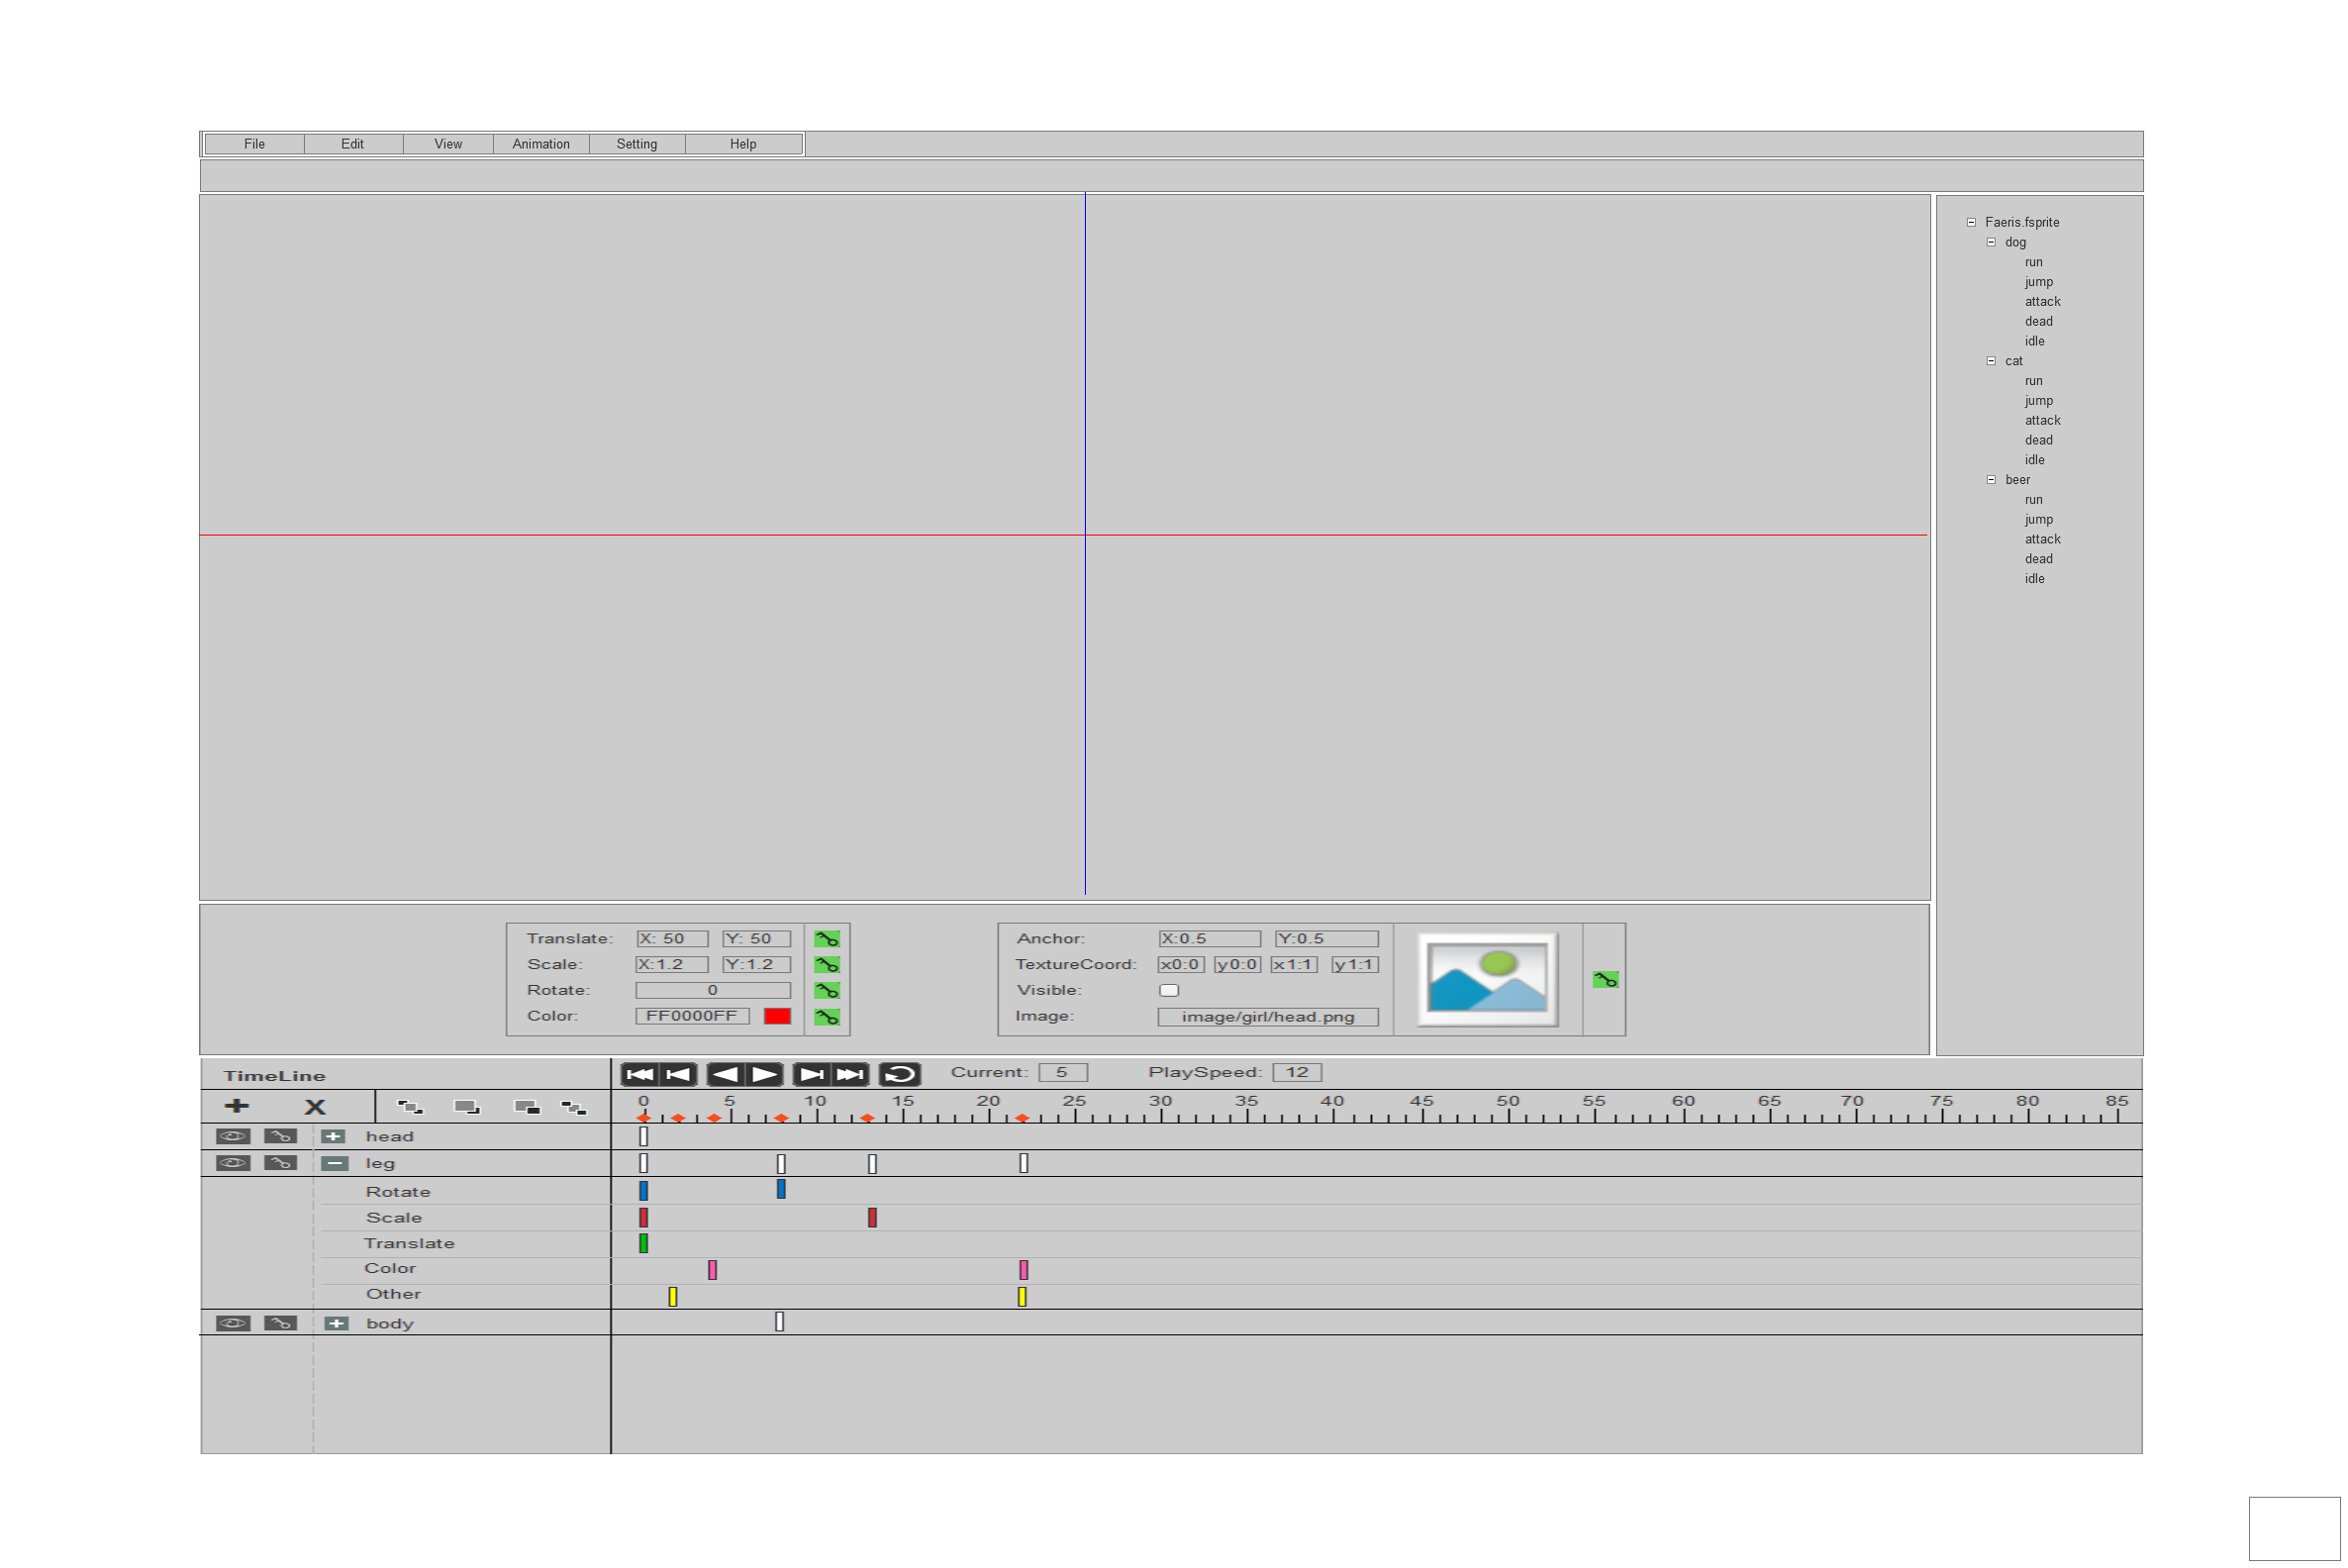 File Edit View Animation Setting Help
Faeris.fsprite
dog
run
jump
attack
dead
idle
cat
run
jump
attack
dead
idle
beer
run
jump
attack
dead
idle
Translate: X: 50 Y: 50
Scale: X:1.2 Y:1.2
Rotate: 0
Color: FF0000FF
Anchor: X:0.5 Y:0.5
TextureCoord: x0:0 y0:0 x1:1 y1:1
Visible:
Image: image/girl/head.png
TimeLine Current: 5 PlaySpeed: 12
0 5 10 15 20 25 30 35 40 45 50 55 60 65 70 75 80 85
head
leg
Rotate
Scale
Translate
Color
Other
body